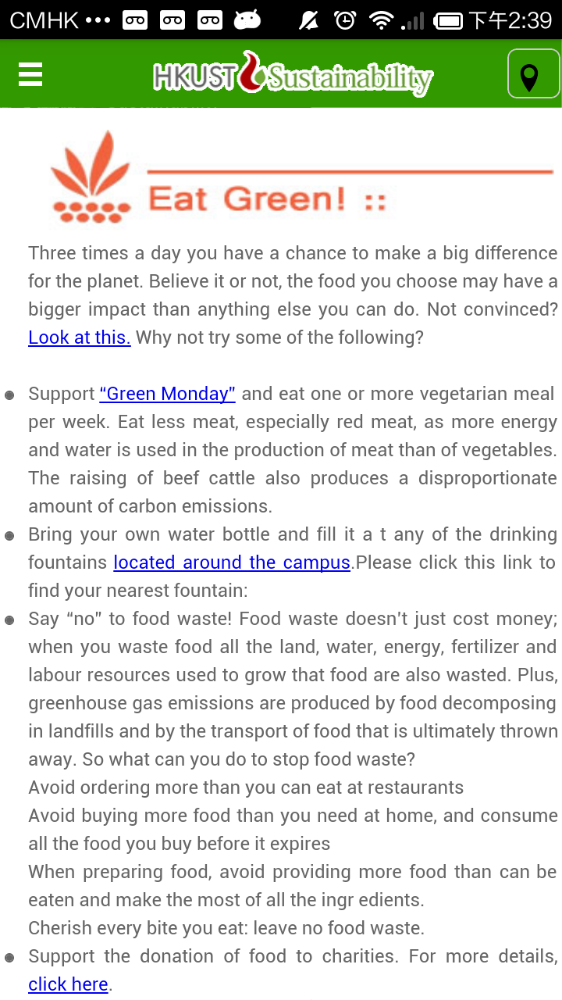 CMHK
下午2:39
HKUST Sustainability
Eat Green! ::
Three times a day you have a chance to make a big difference
for the planet. Believe it or not, the food you choose may have a
bigger impact than anything else you can do. Not convinced?
Look at this. Why not try some of the following?
Support “Green Monday” and eat one or more vegetarian meal
per week. Eat less meat, especially red meat, as more energy
and water is used in the production of meat than of vegetables.
The raising of beef cattle also produces a disproportionate
amount of carbon emissions.
Bring your own water bottle and fill it a t any of the drinking
fountains located around the campus.Please click this link to
find your nearest fountain:
Say “no” to food waste! Food waste doesn't just cost money;
when you waste food all the land, water, energy, fertilizer and
labour resources used to grow that food are also wasted. Plus,
greenhouse gas emissions are produced by food decomposing
in landfills and by the transport of food that is ultimately thrown
away. So what can you do to stop food waste?
Avoid ordering more than you can eat at restaurants
Avoid buying more food than you need at home, and consume
all the food you buy before it expires
When preparing food, avoid providing more food than can be
eaten and make the most of all the ingr edients.
Cherish every bite you eat: leave no food waste.
Support the donation of food to charities. For more details,
click here.